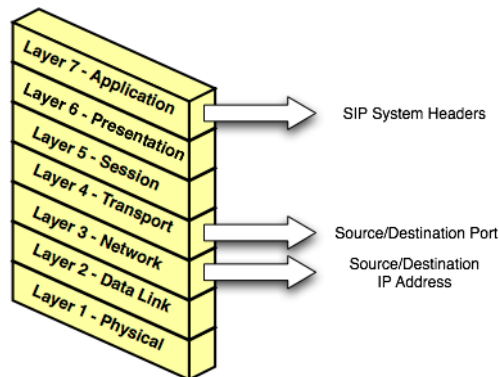 Layer 7 - Application
Layer 6 - Presentation
Layer 5 - Session
Layer 4 - Transport
Layer 3 - Network
Layer 2 - Data Link
Layer 1 - Physical
SIP System Headers
Source/Destination Port
Source/Destination
IP Address